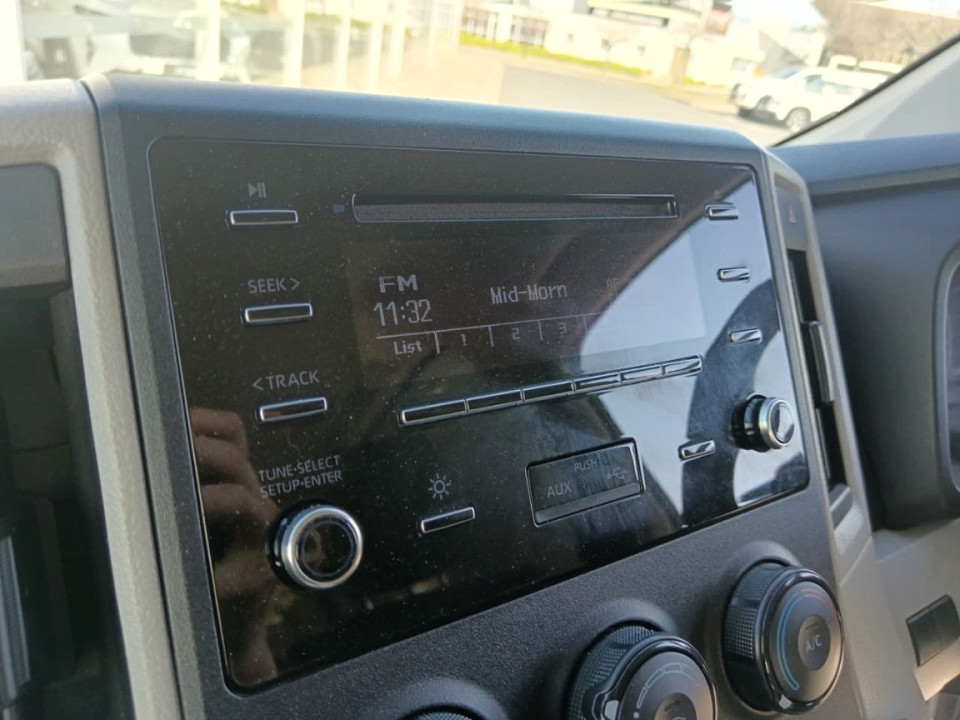 SEEK >
FM
Mid-Morn
11:32
List 1 2 3
< TRACK
TUNE·SELECT
SETUP·ENTER
PUSH
AUX
A/C